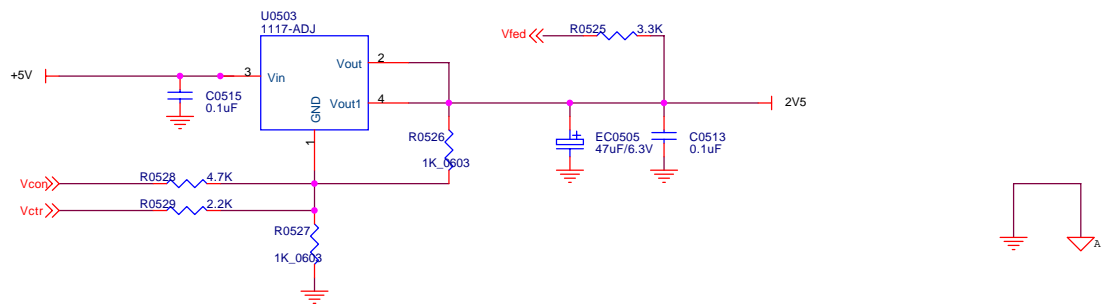 U0503
1117-ADJ
Vfed
R0525
3.3K
+5V
3
Vin
Vout
2
C0515
0.1uF
GND
Vout1
4
2V5
1
R0526
1K_0603
EC0505
47uF/6.3V
C0513
0.1uF
Vcon
R0528
4.7K
Vctr
R0529
2.2K
R0527
1K_0603
A